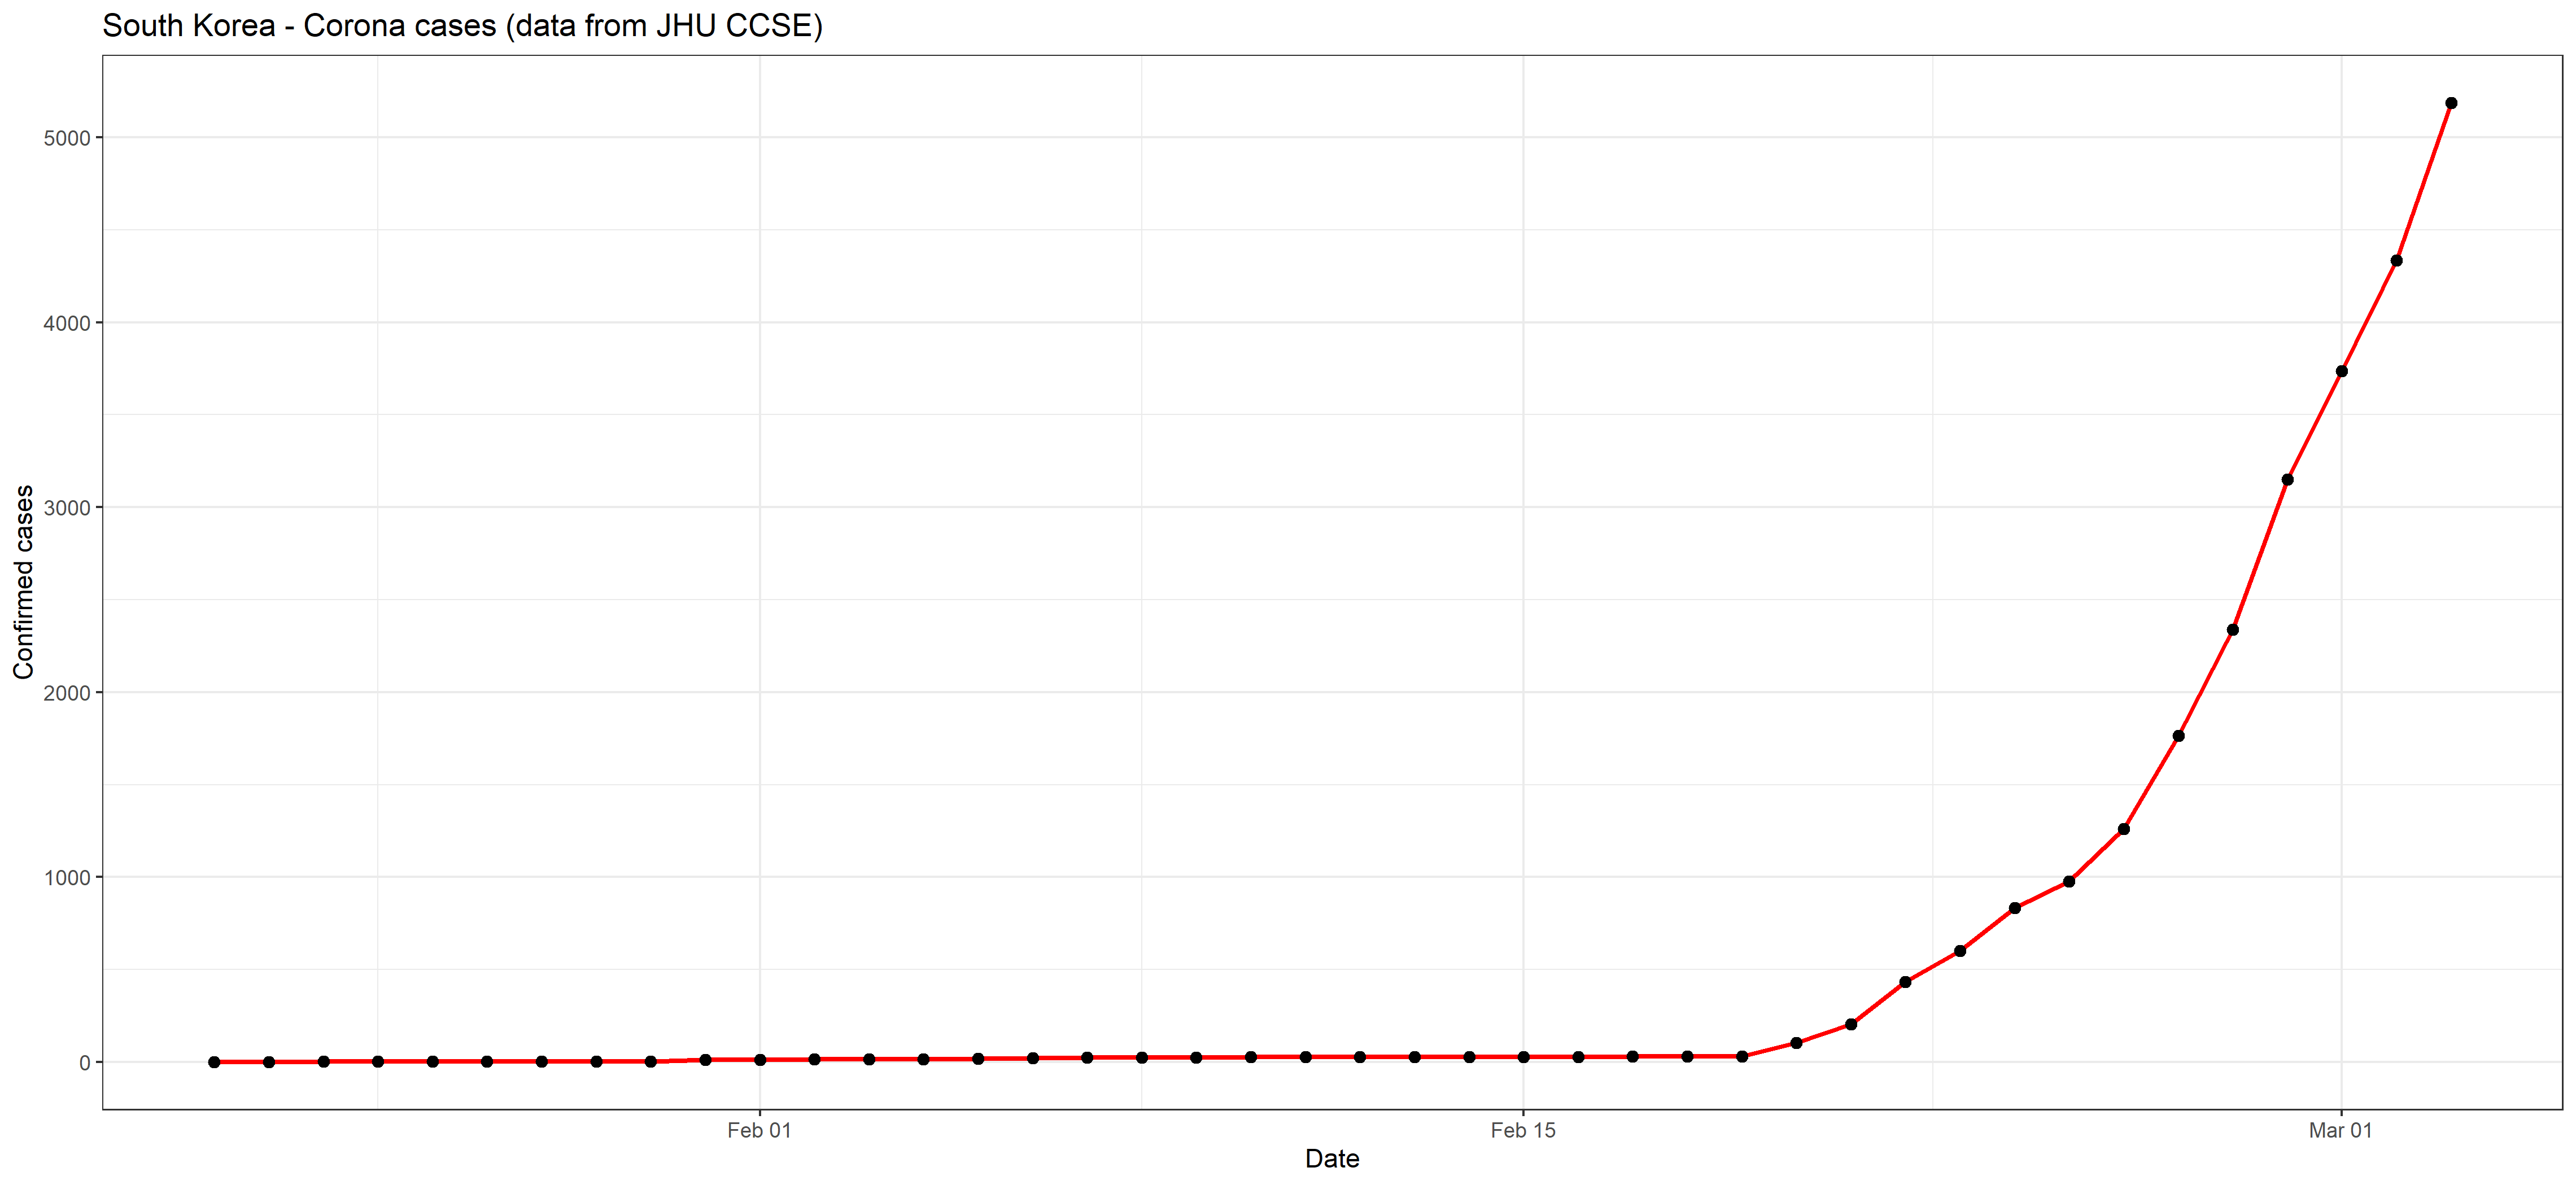 South Korea - Corona cases (data from JHU CCSE)
5000
4000
3000
2000
1000
0
Confirmed cases
Feb 01
Feb 15
Mar 01
Date